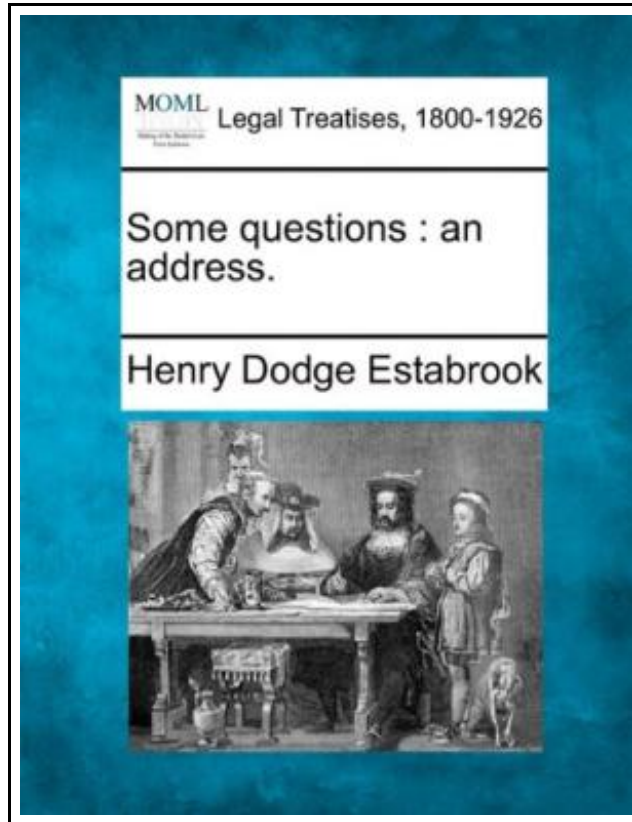 MOML
Legal Treatises, 1800-1926
Some questions : an
address.
Henry Dodge Estabrook